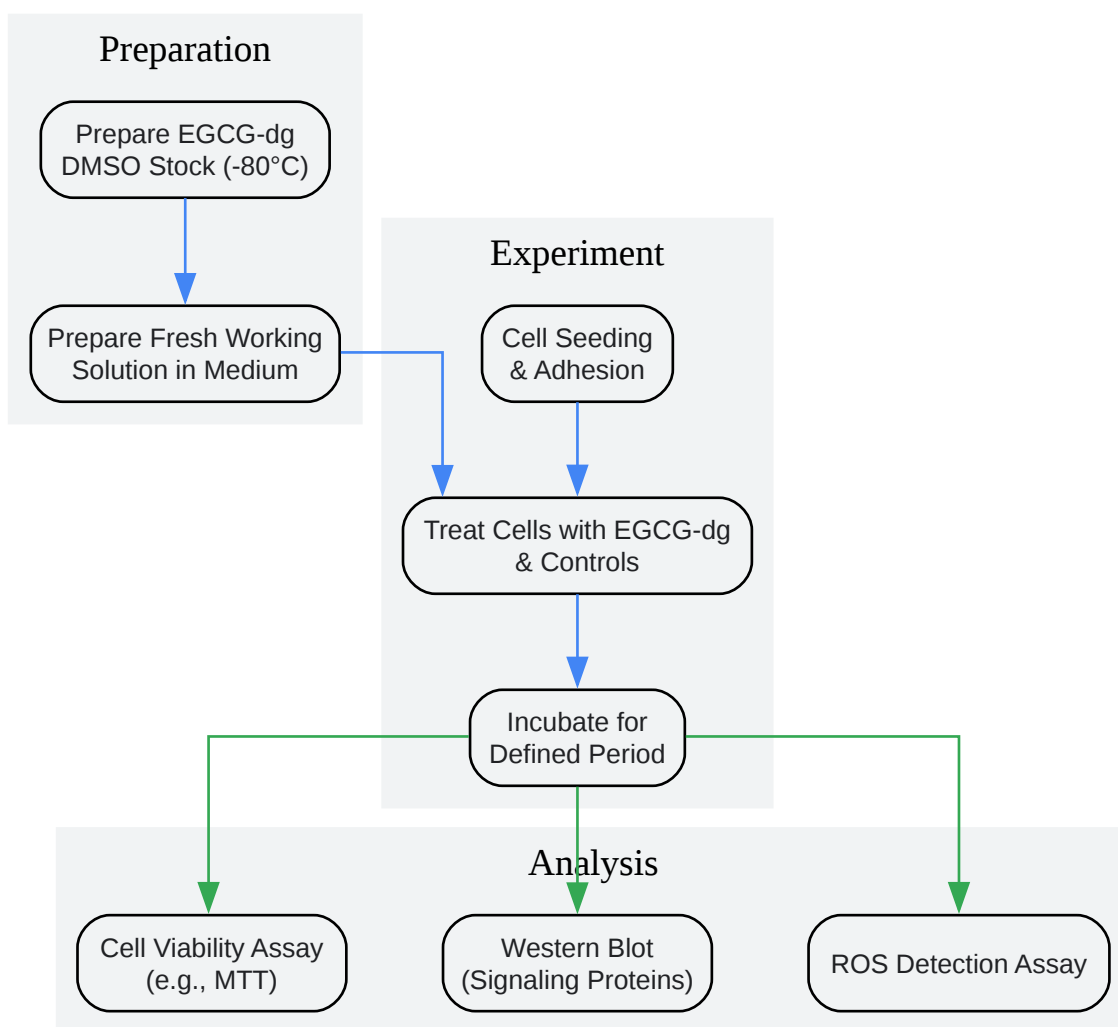 Preparation
Prepare EGCG-dg
DMSO Stock (-80°C)
Prepare Fresh Working
Solution in Medium
Experiment
Cell Seeding
& Adhesion
Treat Cells with EGCG-dg
& Controls
Incubate for
Defined Period
Analysis
Cell Viability Assay
(e.g., MTT)
Western Blot
(Signaling Proteins)
ROS Detection Assay